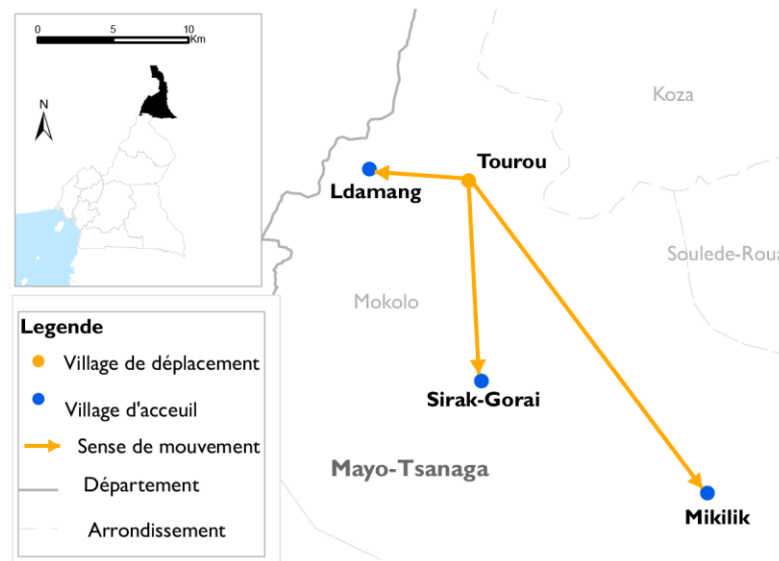 0 5 10
Km
N
Koza
Tourou
Ldamang
Soulede-Roua
Mokolo
Sirak-Gorai
Mayo-Tsanaga
Mikilik
Legende
Village de déplacement
Village d'acceuil
Sense de mouvement
Département
Arrondissement